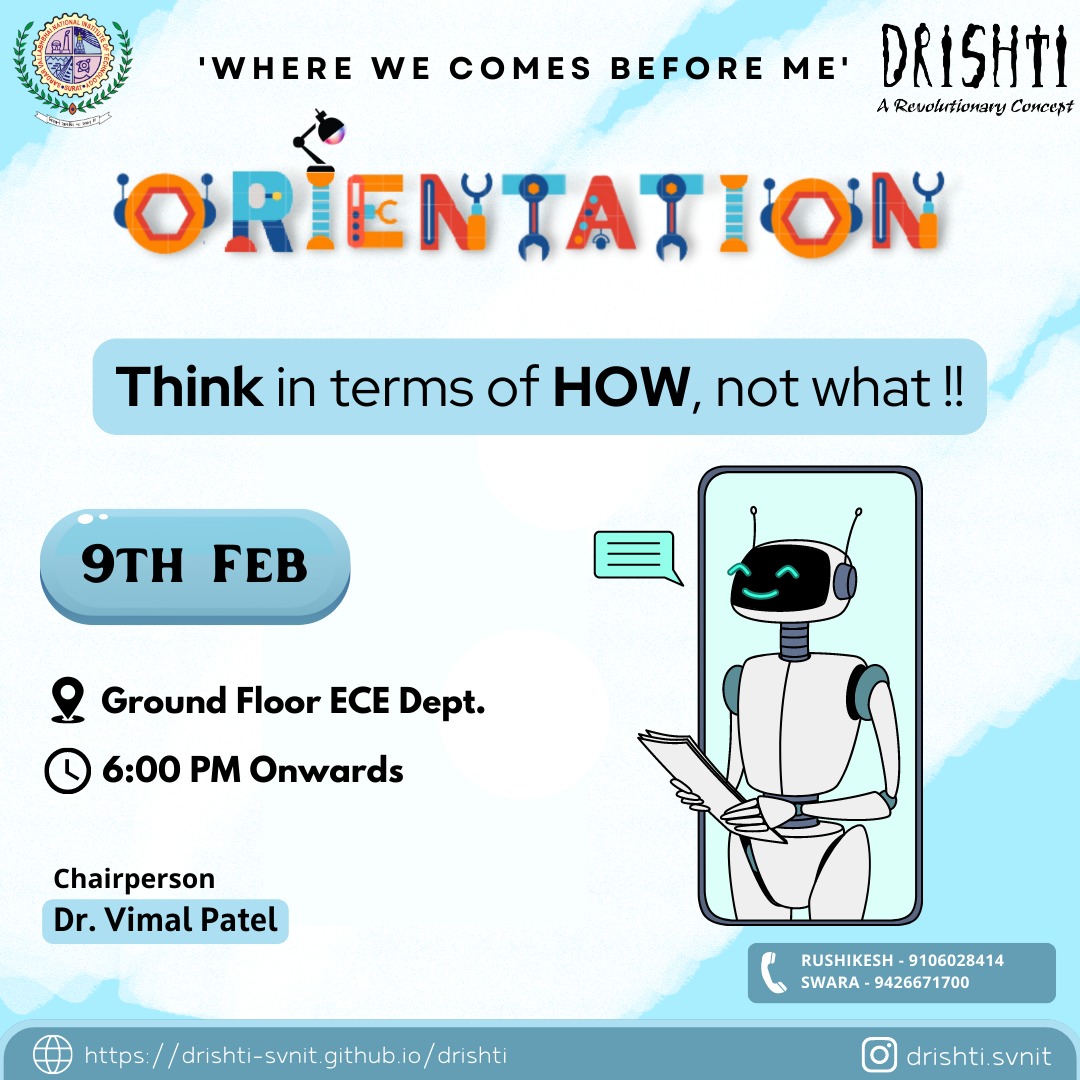 'WHERE WE COMES BEFORE ME'
DRISHTI
A Revolutionary Concept
ORIENTATION
Think in terms of HOW, not what !!
9TH FEB
Ground Floor ECE Dept.
6:00 PM Onwards
Chairperson
Dr. Vimal Patel
RUSHIKESH - 9106028414
SWARA - 9426671700
https://drishti-svnit.github.io/drishti
drishti.svnit